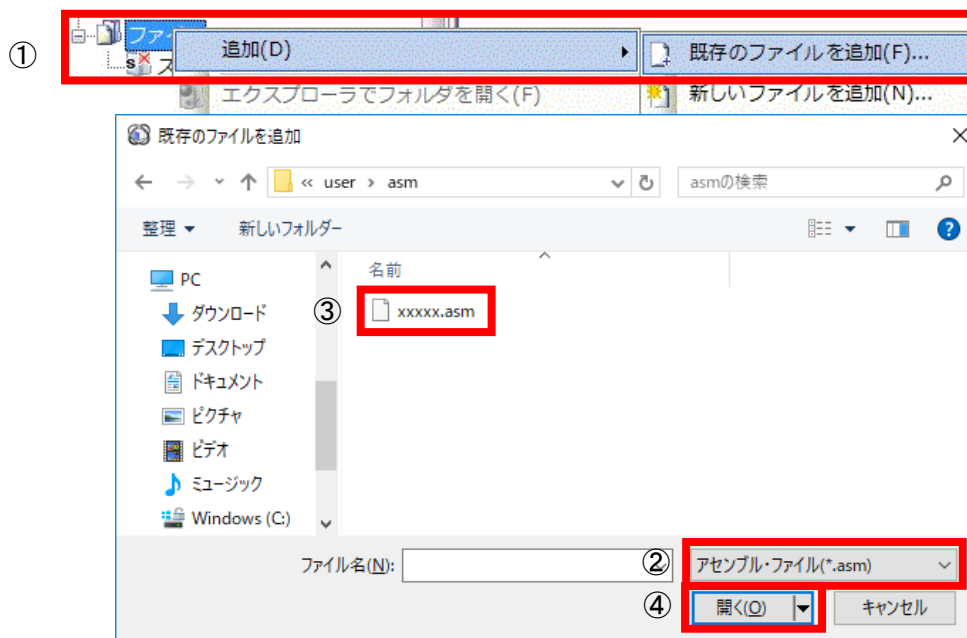 ①
ファイ
追加(D)
既存のファイルを追加(F)...
ス
エクスプローラでフォルダを開く(F)
新しいファイルを追加(N)...
既存のファイルを追加
« user › asm
asmの検索
整理
新しいフォルダー
PC
ダウンロード
デスクトップ
ドキュメント
ピクチャ
ビデオ
ミュージック
Windows (C:)
名前
③
xxxxx.asm
ファイル名(N):
②
アセンブル・ファイル(*.asm)
④
開く(O)
キャンセル